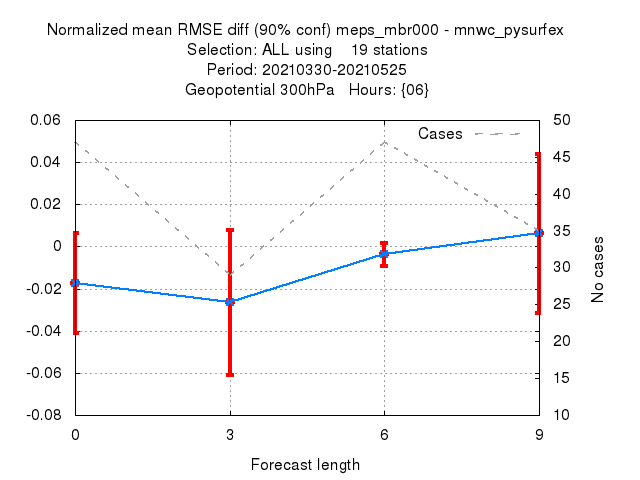 Normalized mean RMSE diff (90% conf) meps_mbr000 - mnwc_pysurfex
Selection: ALL using 19 stations
Period: 20210330-20210525
Geopotential 300hPa Hours: {06}
Cases
0.06
0.04
0.02
0
-0.02
-0.04
-0.06
-0.08
50
45
40
35
30
25
20
15
10
No cases
0 3 6 9
Forecast length